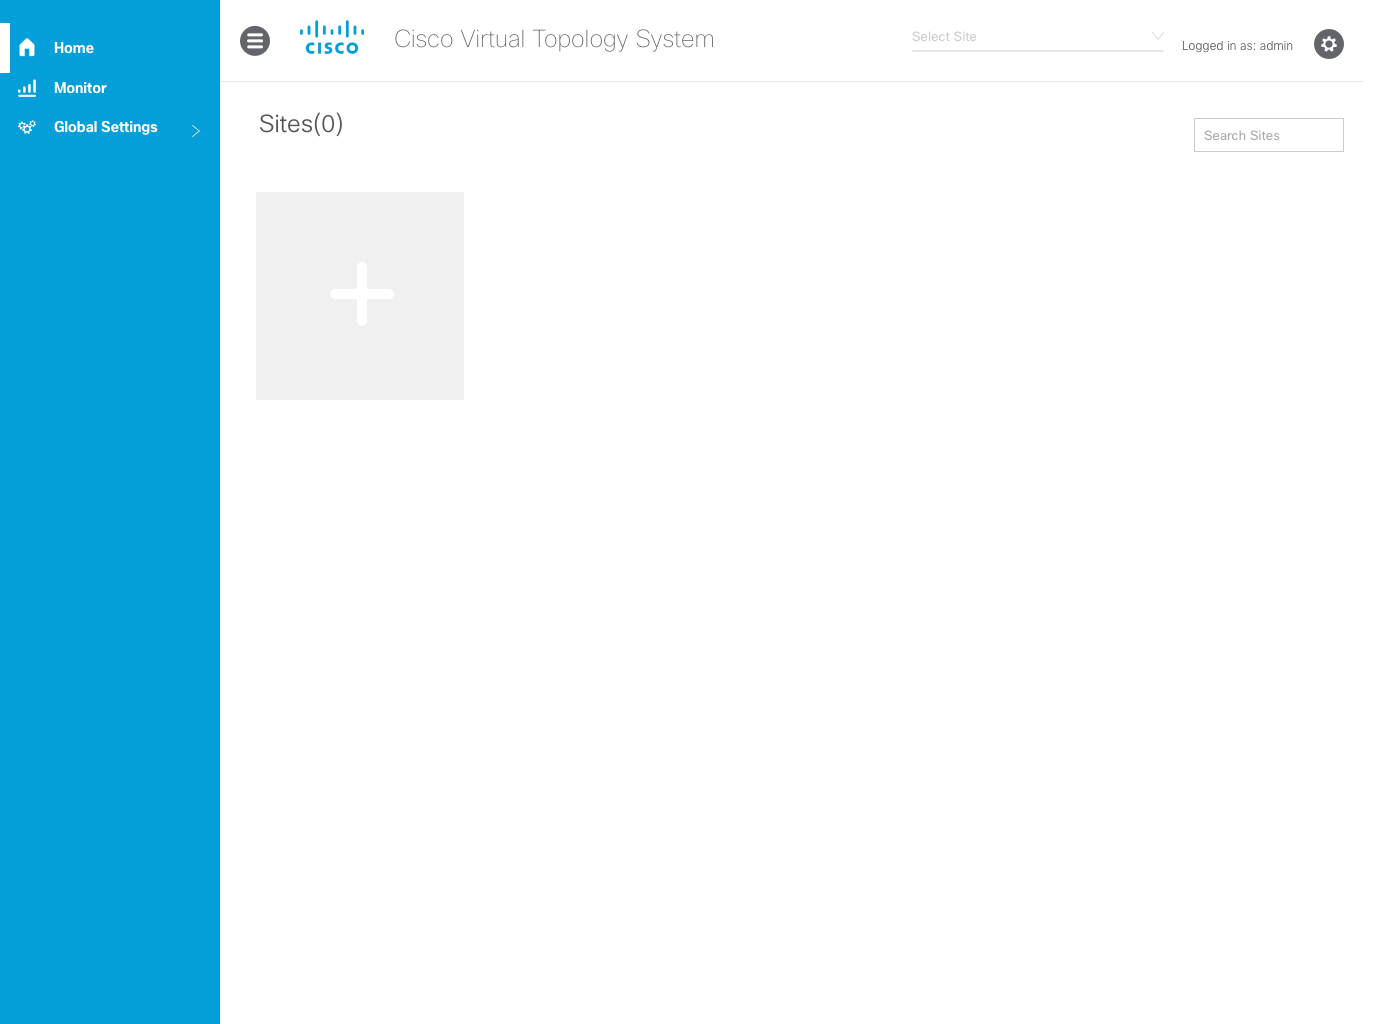 Home
Monitor
Global Settings
CISCO
Cisco Virtual Topology System
Select Site
Logged in as: admin
Sites(0)
Search Sites